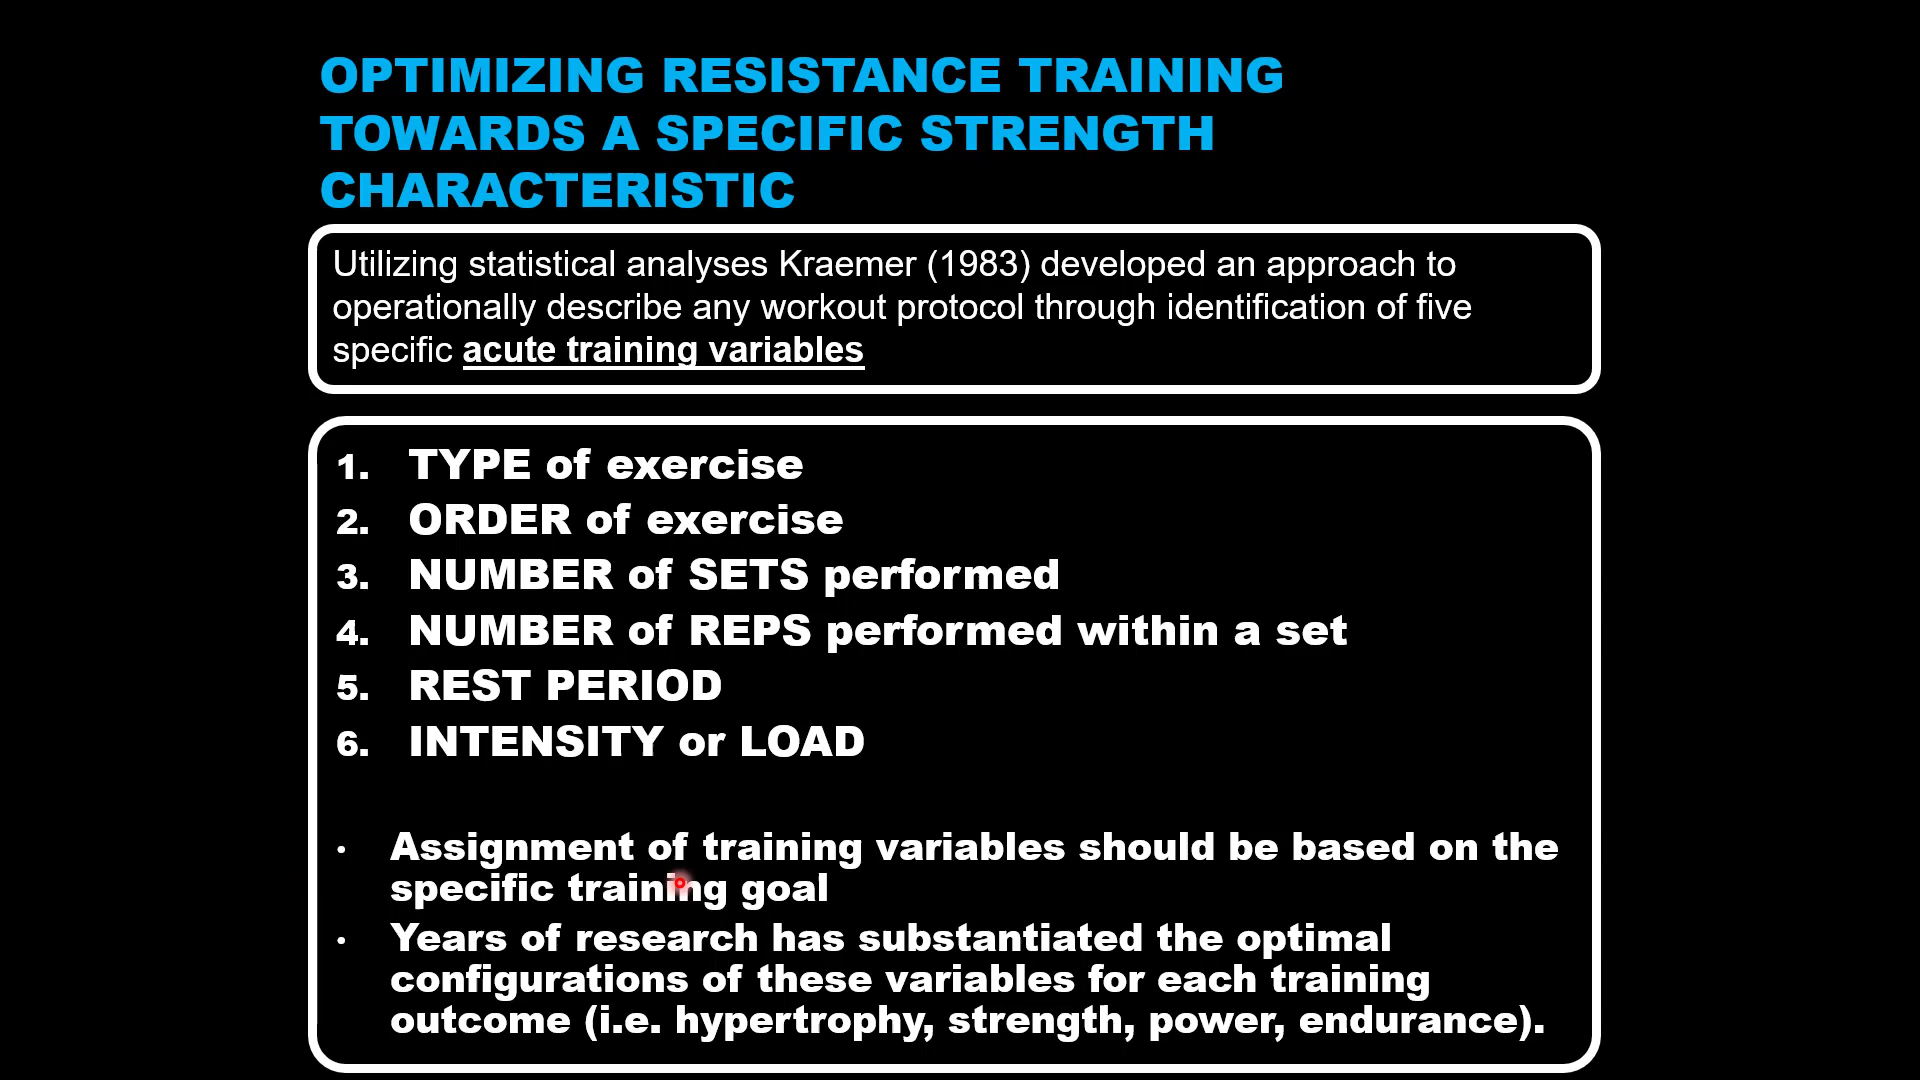 OPTIMIZING RESISTANCE TRAINING
TOWARDS A SPECIFIC STRENGTH
CHARACTERISTIC
Utilizing statistical analyses Kraemer (1983) developed an approach to
operationally describe any workout protocol through identification of five
specific acute training variables
1. TYPE of exercise
2. ORDER of exercise
3. NUMBER of SETS performed
4. NUMBER of REPS performed within a set
5. REST PERIOD
6. INTENSITY or LOAD
• Assignment of training variables should be based on the
specific training goal
• Years of research has substantiated the optimal
configurations of these variables for each training
outcome (i.e. hypertrophy, strength, power, endurance).